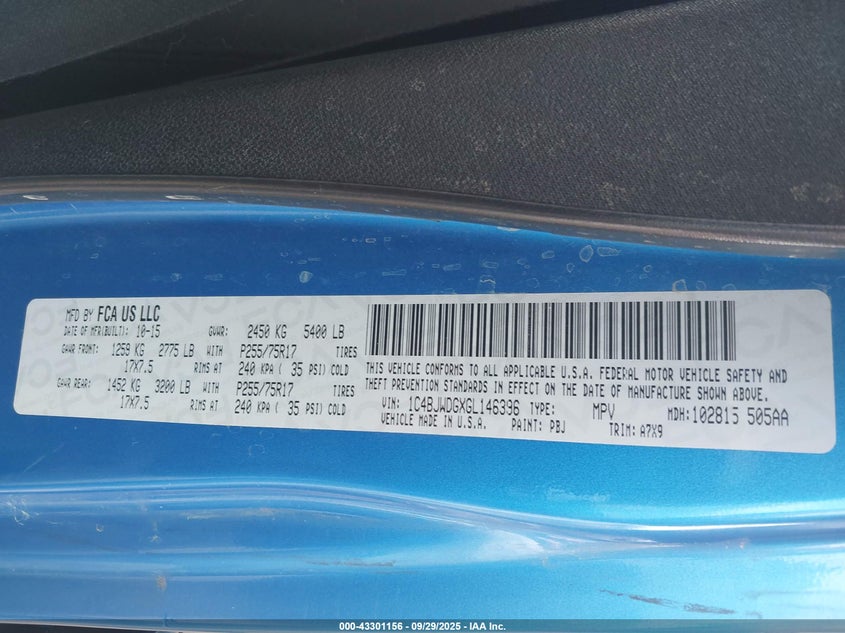 MFD BY FCA US LLC
DATE OF MFR(BUILT): 10-15 GVWR: 2450 KG 5400 LB
GAWR FRONT: 1259 KG 2775 LB WITH P255/75R17 TIRES
17X7.5 RIMS AT 240 KPA ( 35 PSI) COLD
GAWR REAR: 1452 KG 3200 LB WITH P255/75R17 TIRES
17X7.5 RIMS AT 240 KPA ( 35 PSI) COLD
THIS VEHICLE CONFORMS TO ALL APPLICABLE U.S.A. FEDERAL MOTOR VEHICLE SAFETY AND
THEFT PREVENTION STANDARDS IN EFFECT ON THE DATE OF MANUFACTURE SHOWN ABOVE.
VIN: 1C4BJWDGXGL146396 TYPE: MPV MDH:102815 505AA
VEHICLE MADE IN U.S.A. PAINT: PBJ TRIM: A7X9
000-43301156 - 09/29/2025 - IAA Inc.